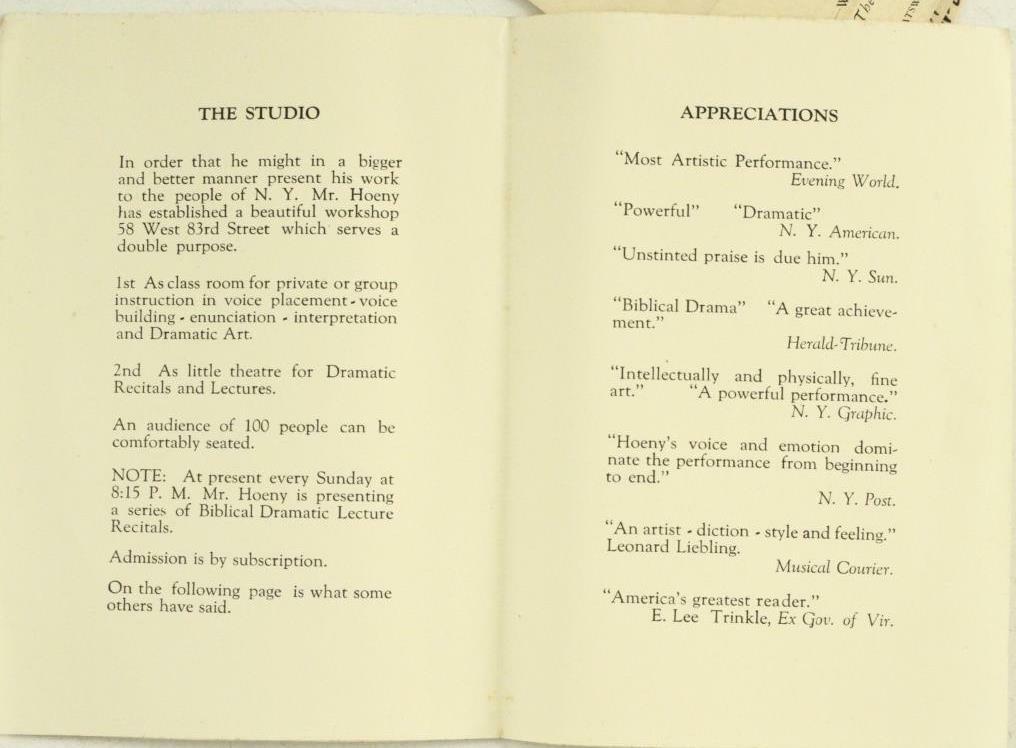 THE STUDIO
In order that he might in a bigger
and better manner present his work
to the people of N. Y. Mr. Hoeny
has established a beautiful workshop
58 West 83rd Street which serves a
double purpose.
1st As class room for private or group
instruction in voice placement - voice
building - enunciation - interpretation
and Dramatic Art.
2nd As little theatre for Dramatic
Recitals and Lectures.
An audience of 100 people can be
comfortably seated.
NOTE: At present every Sunday at
8:15 P. M. Mr. Hoeny is presenting
a series of Biblical Dramatic Lecture
Recitals.
Admission is by subscription.
On the following page is what some
others have said.
APPRECIATIONS
“Most Artistic Performance.”
Evening World.
“Powerful” “Dramatic”
N. Y. American.
“Unstinted praise is due him.”
N. Y. Sun.
“Biblical Drama” “A great achieve-
ment.”
Herald-Tribune.
“Intellectually and physically, fine
art.” “A powerful performance.”
N. Y. Graphic.
“Hoeny's voice and emotion domi-
nate the performance from beginning
to end.”
N. Y. Post.
“An artist - diction - style and feeling.”
Leonard Liebling.
Musical Courier.
“America's greatest reader.”
E. Lee Trinkle, Ex Gov. of Vir.
The